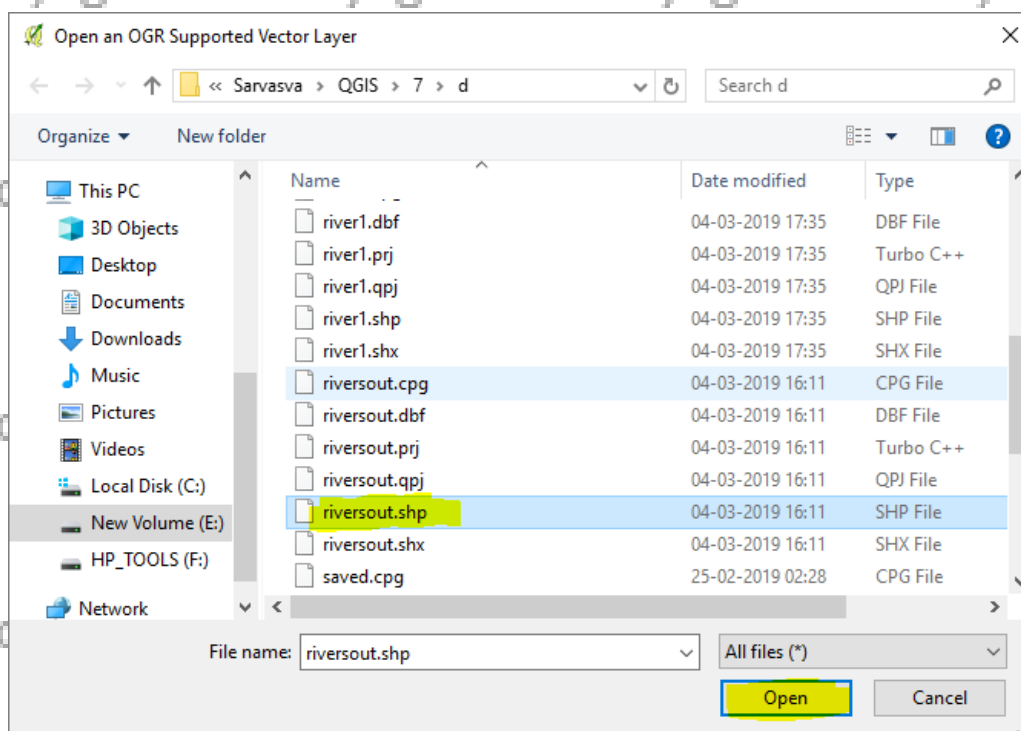 Open an OGR Supported Vector Layer
« Sarvasva > QGIS > 7 > d
Search d
Organize
New folder
This PC
3D Objects
Desktop
Documents
Downloads
Music
Pictures
Videos
Local Disk (C:)
New Volume (E:)
HP_TOOLS (F:)
Network
Name Date modified Type
river1.dbf 04-03-2019 17:35 DBF File
river1.prj 04-03-2019 17:35 Turbo C++
river1.qpj 04-03-2019 17:35 QPJ File
river1.shp 04-03-2019 17:35 SHP File
river1.shx 04-03-2019 17:35 SHX File
riversout.cpg 04-03-2019 16:11 CPG File
riversout.dbf 04-03-2019 16:11 DBF File
riversout.prj 04-03-2019 16:11 Turbo C++
riversout.qpj 04-03-2019 16:11 QPJ File
riversout.shp 04-03-2019 16:11 SHP File
riversout.shx 04-03-2019 16:11 SHX File
saved.cpg 25-02-2019 02:28 CPG File
File name: riversout.shp
All files (*)
Open
Cancel